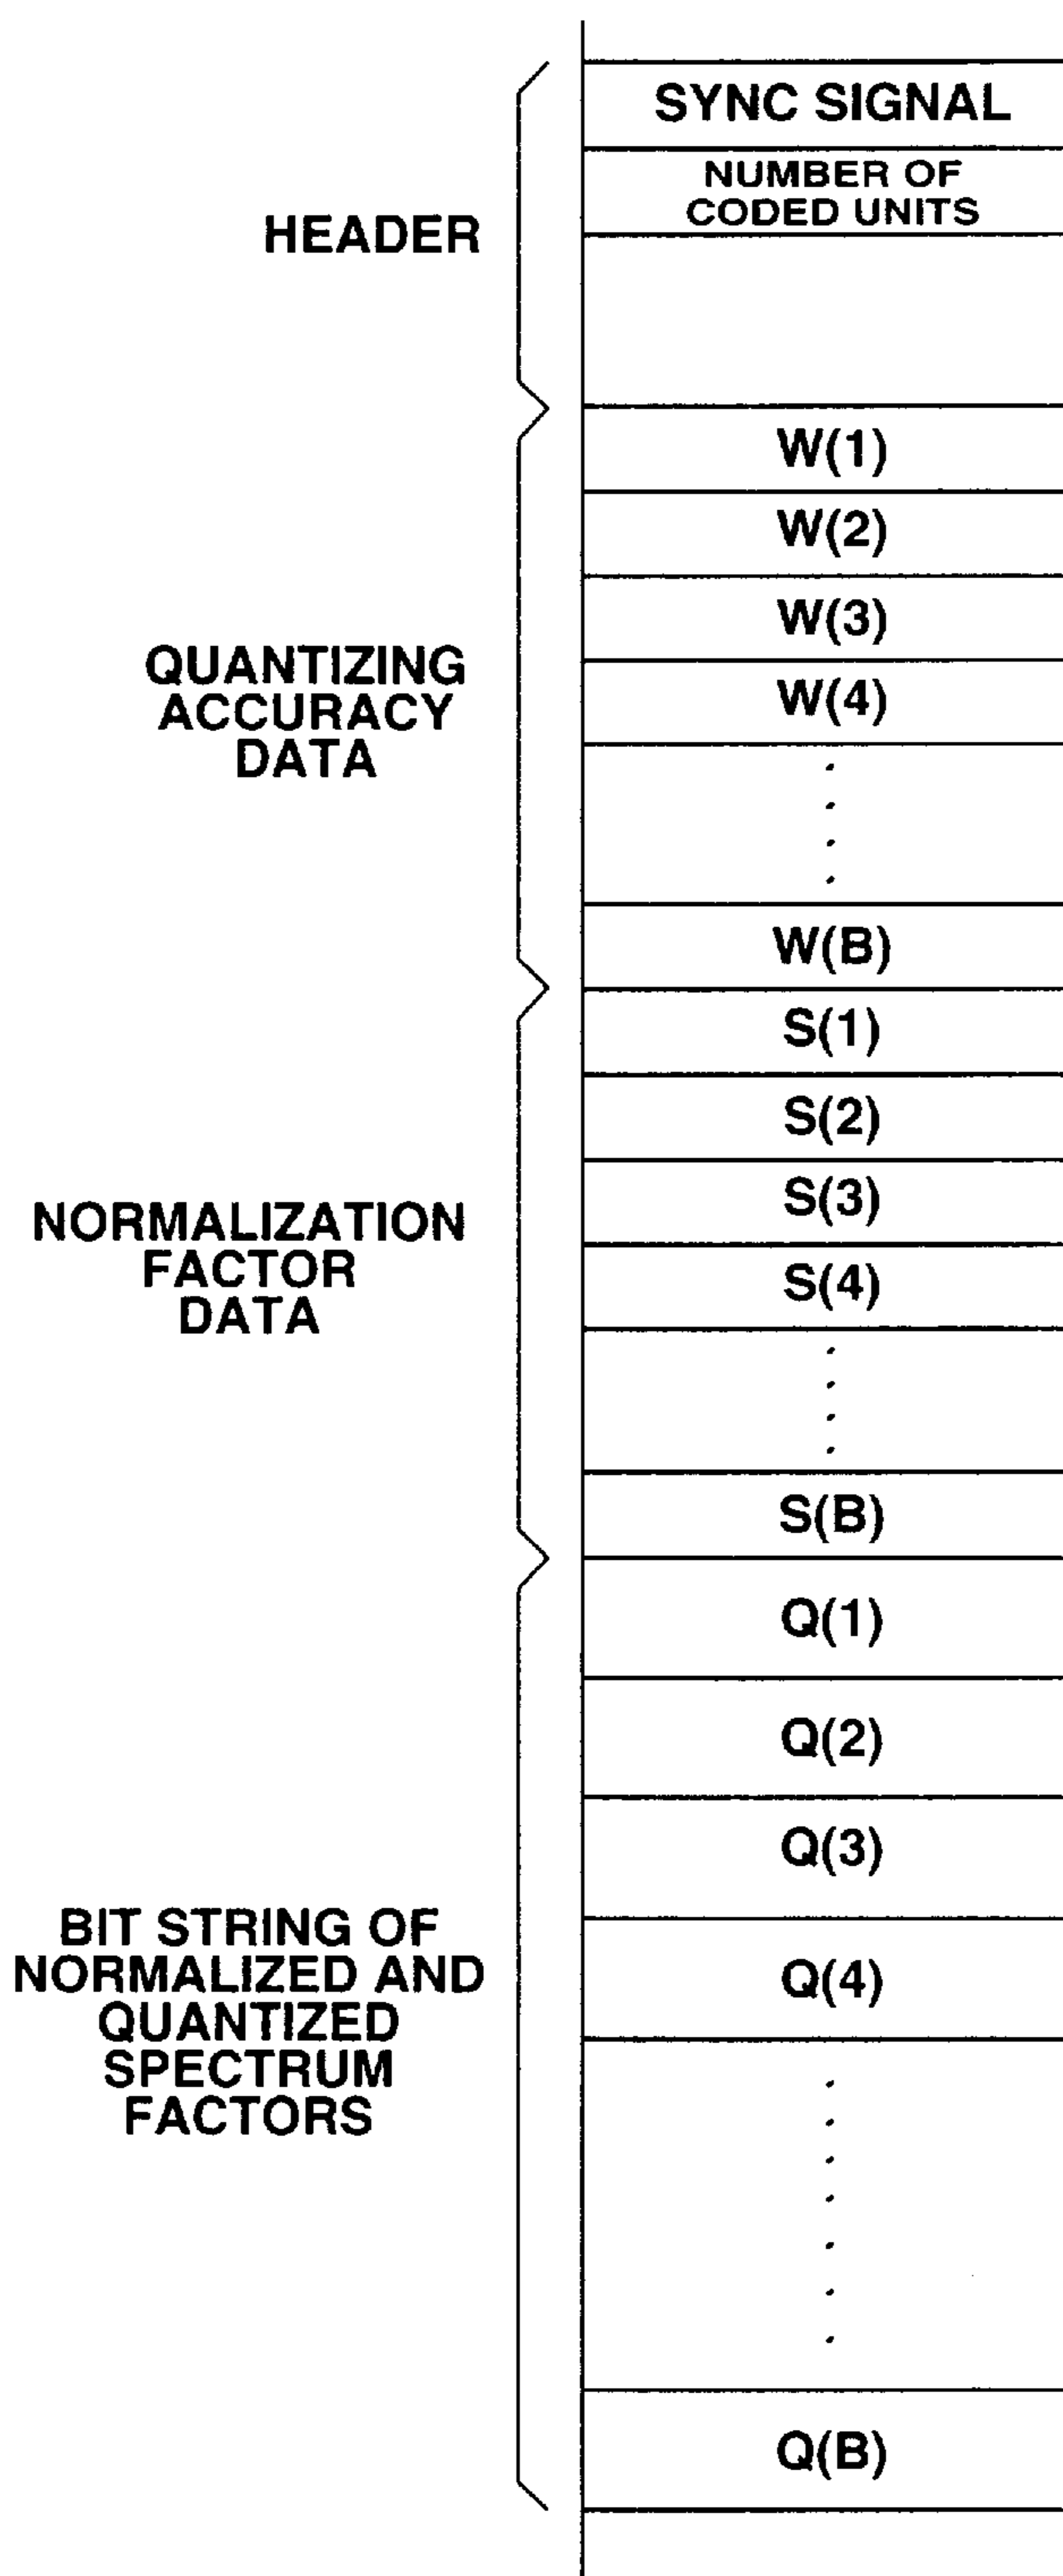 HEADER
SYNC SIGNAL
NUMBER OF
CODED UNITS
QUANTIZING
ACCURACY
DATA
W(1)
W(2)
W(3)
W(4)
W(B)
NORMALIZATION
FACTOR
DATA
S(1)
S(2)
S(3)
S(4)
S(B)
BIT STRING OF
NORMALIZED AND
QUANTIZED
SPECTRUM
FACTORS
Q(1)
Q(2)
Q(3)
Q(4)
Q(B)